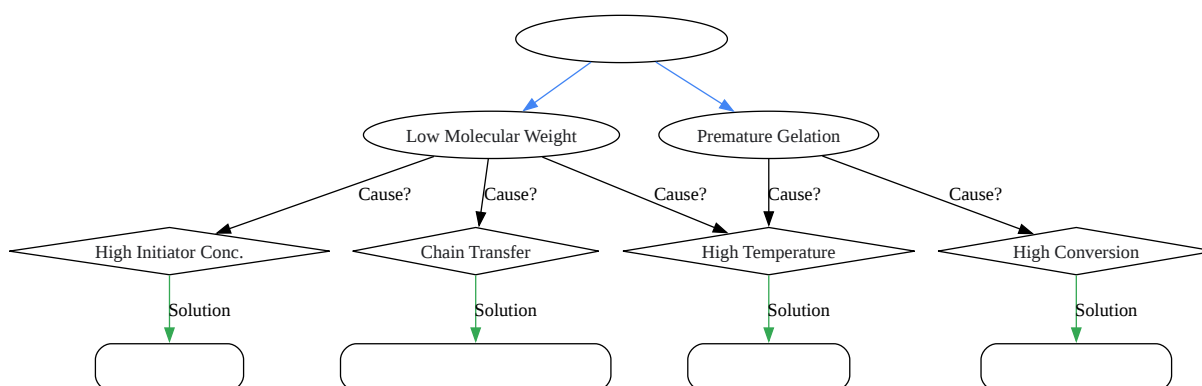 Low Molecular Weight
Premature Gelation
Cause?
Cause?
Cause?
Cause?
Cause?
High Initiator Conc.
Chain Transfer
High Temperature
High Conversion
Solution
Solution
Solution
Solution